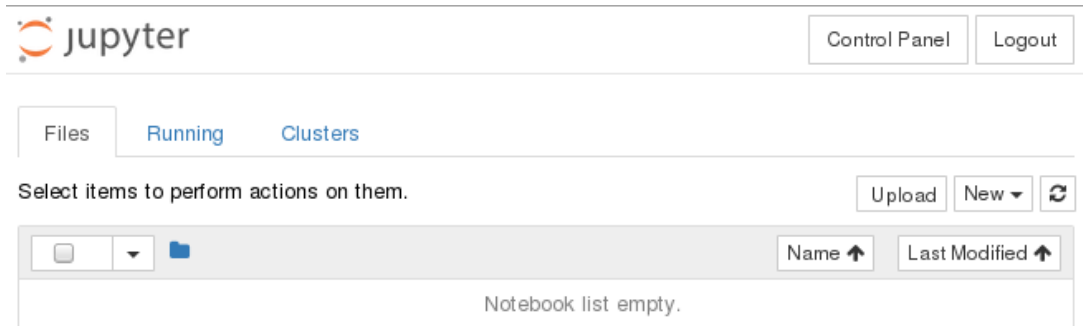 jupyter Control Panel Logout
Files Running Clusters
Select items to perform actions on them. Upload New
Name Last Modified
Notebook list empty.